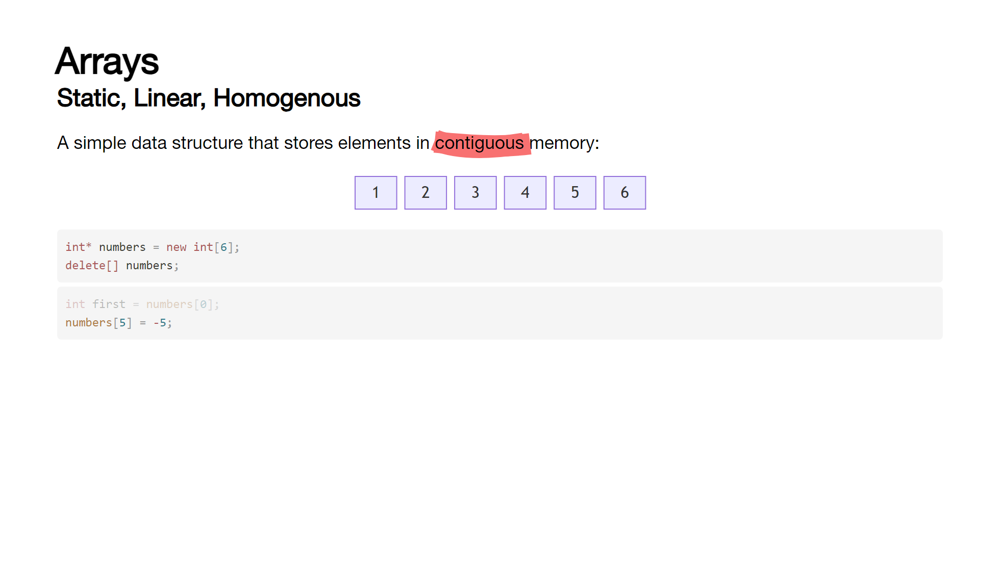 Arrays
Static, Linear, Homogenous
A simple data structure that stores elements in contiguous memory:
1 2 3 4 5 6
int* numbers = new int[6];
delete[] numbers;
int first = numbers[0];
numbers[5] = -5;